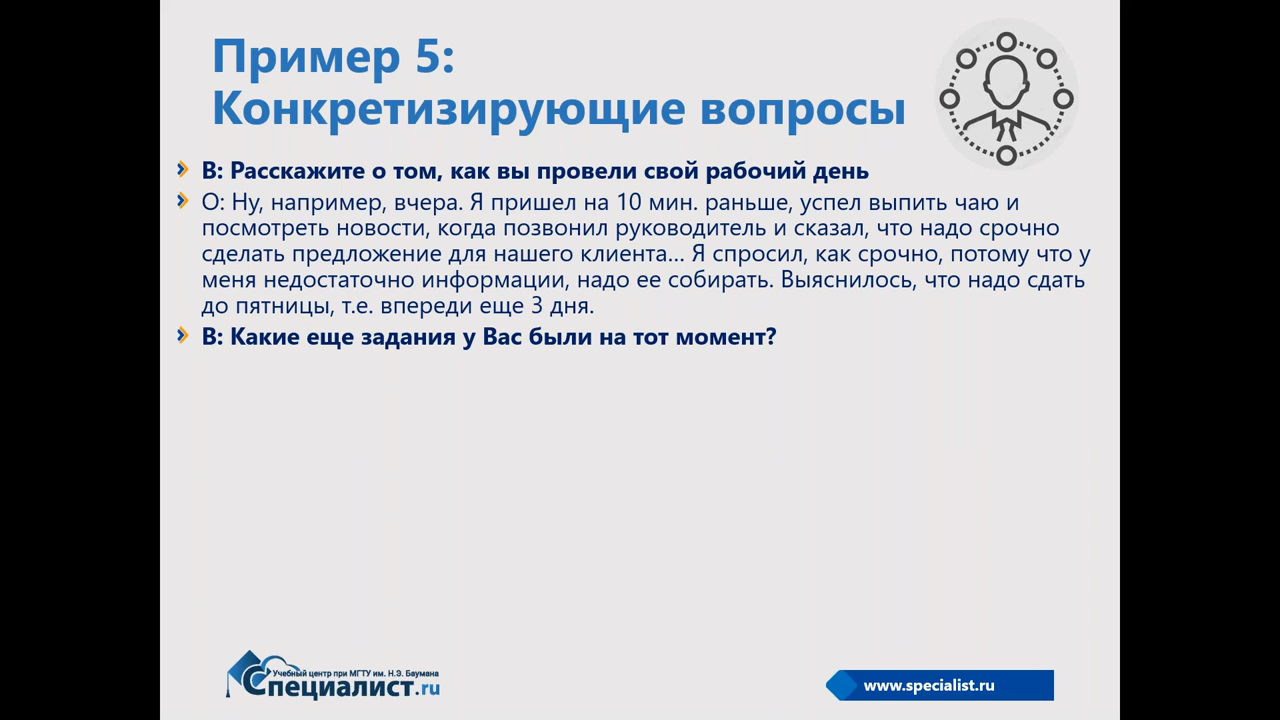 Пример 5:
Конкретизирующие вопросы
В: Расскажите о том, как вы провели свой рабочий день
О: Ну, например, вчера. Я пришел на 10 мин. раньше, успел выпить чаю и
посмотреть новости, когда позвонил руководитель и сказал, что надо срочно
сделать предложение для нашего клиента... Я спросил, как срочно, потому что у
меня недостаточно информации, надо ее собирать. Выяснилось, что надо сдать
до пятницы, т.е. впереди еще 3 дня.
В: Какие еще задания у Вас были на тот момент?
Учебный центр при МГТУ им. Н.Э. Баумана
Специалист.ru
www.specialist.ru